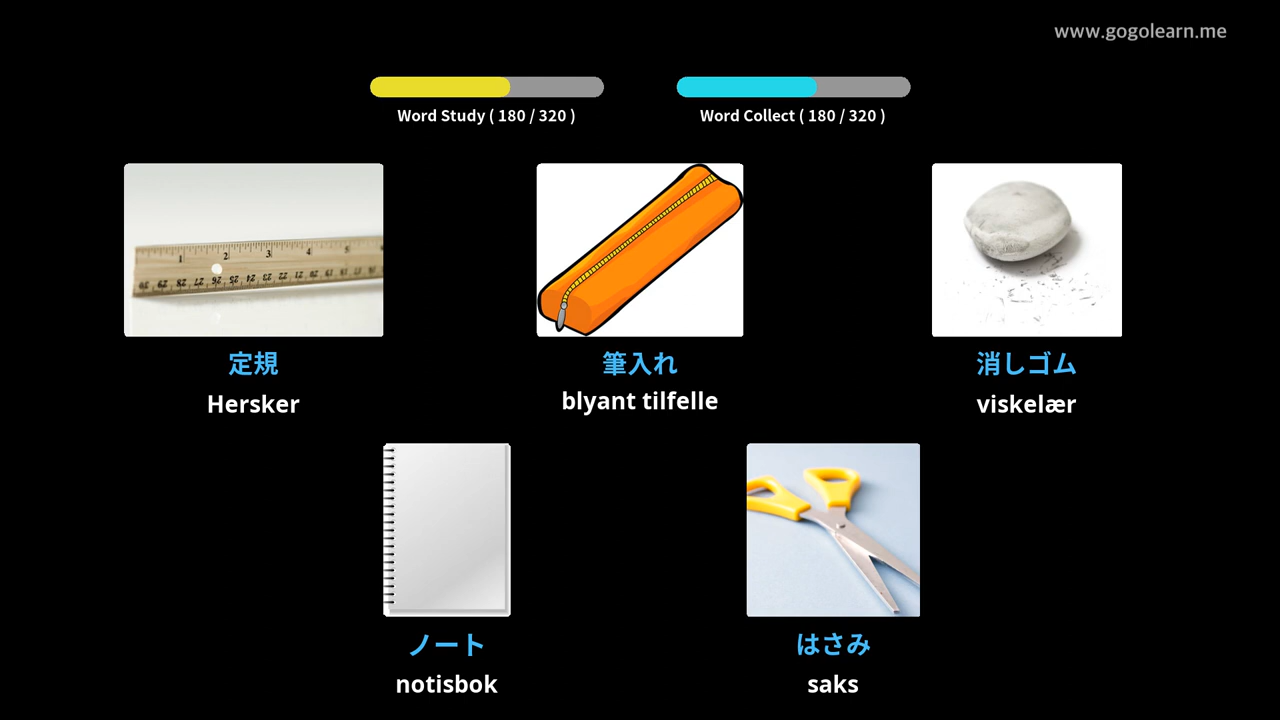 www.gogolearn.me
Word Study ( 180 / 320 )
Word Collect ( 180 / 320 )
定規
Hersker
筆入れ
blyant tilfelle
消しゴム
viskelær
ノート
notisbok
はさみ
saks